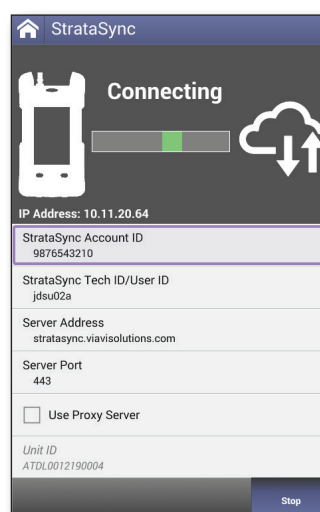 StrataSync
Connecting
IP Address: 10.11.20.64
StrataSync Account ID
9876543210
StrataSync Tech ID/User ID
jdsu02a
Server Address
stratasync.viavisolutions.com
Server Port
443
Use Proxy Server
Unit ID
ATDL0012190004
Stop